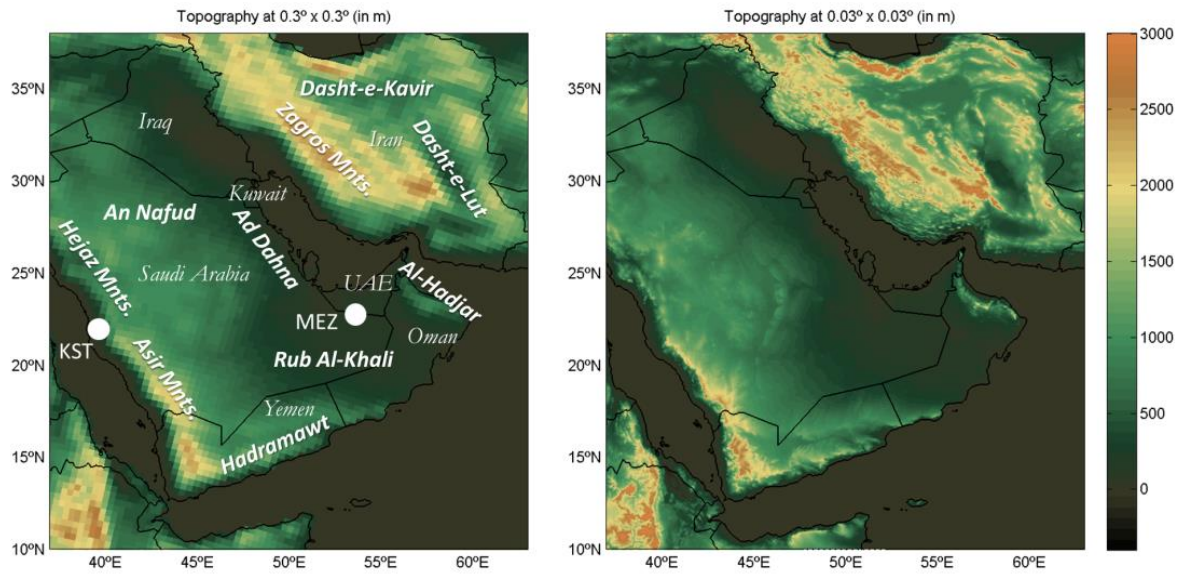 Topography at 0.3º x 0.3º (in m)
Topography at 0.03º x 0.03º (in m)
35ºN
30ºN
25ºN
20ºN
15ºN
10ºN
40ºE
45ºE
50ºE
55ºE
60ºE
Dasht-e-Kavir
Iraq
Zagros Mnts.
Iran
Dasht-e-Lut
Kuwait
An Nafud
Ad Dahna
Hejaz Mnts.
Saudi Arabia
UAE
Al-Hadjar
MEZ
Oman
KST
Asir Mnts.
Rub Al-Khali
Yemen
Hadramawt
35ºN
30ºN
25ºN
20ºN
15ºN
10ºN
40ºE
45ºE
50ºE
55ºE
60ºE
3000
2500
2000
1500
1000
500
0